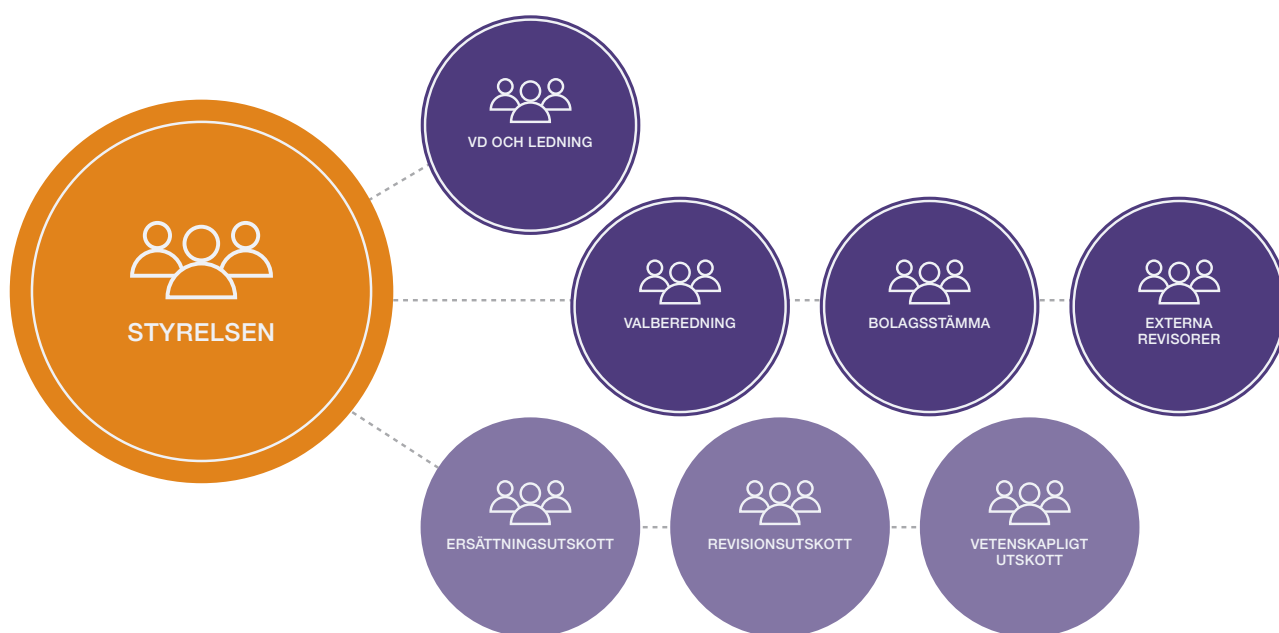 VD OCH LEDNING
STYRELSEN
VALBEREDNING
BOLAGSSTÄMMA
EXTERNA
REVISORER
ERSÄTTNINGSUTSKOTT
REVISIONSUTSKOTT
VETENSKAPLIGT
UTSKOTT